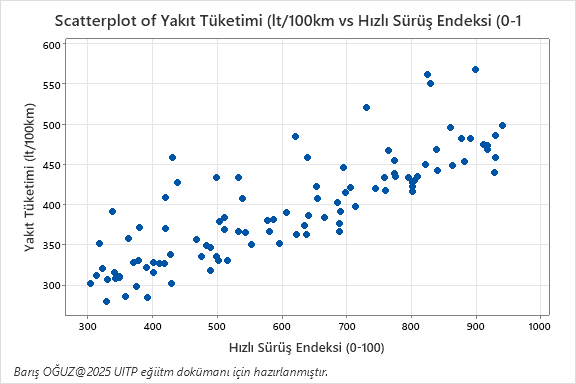 Scatterplot of Yakıt Tüketimi (lt/100km vs Hızlı Sürüş Endeksi (0-1
Yakıt Tüketimi (lt/100km)
600
550
500
450
400
350
300
300 400 500 600 700 800 900 1000
Hızlı Sürüş Endeksi (0-100)
Barış OĞUZ@2025 UITP eğiitm dokümanı için hazırlanmıştır.